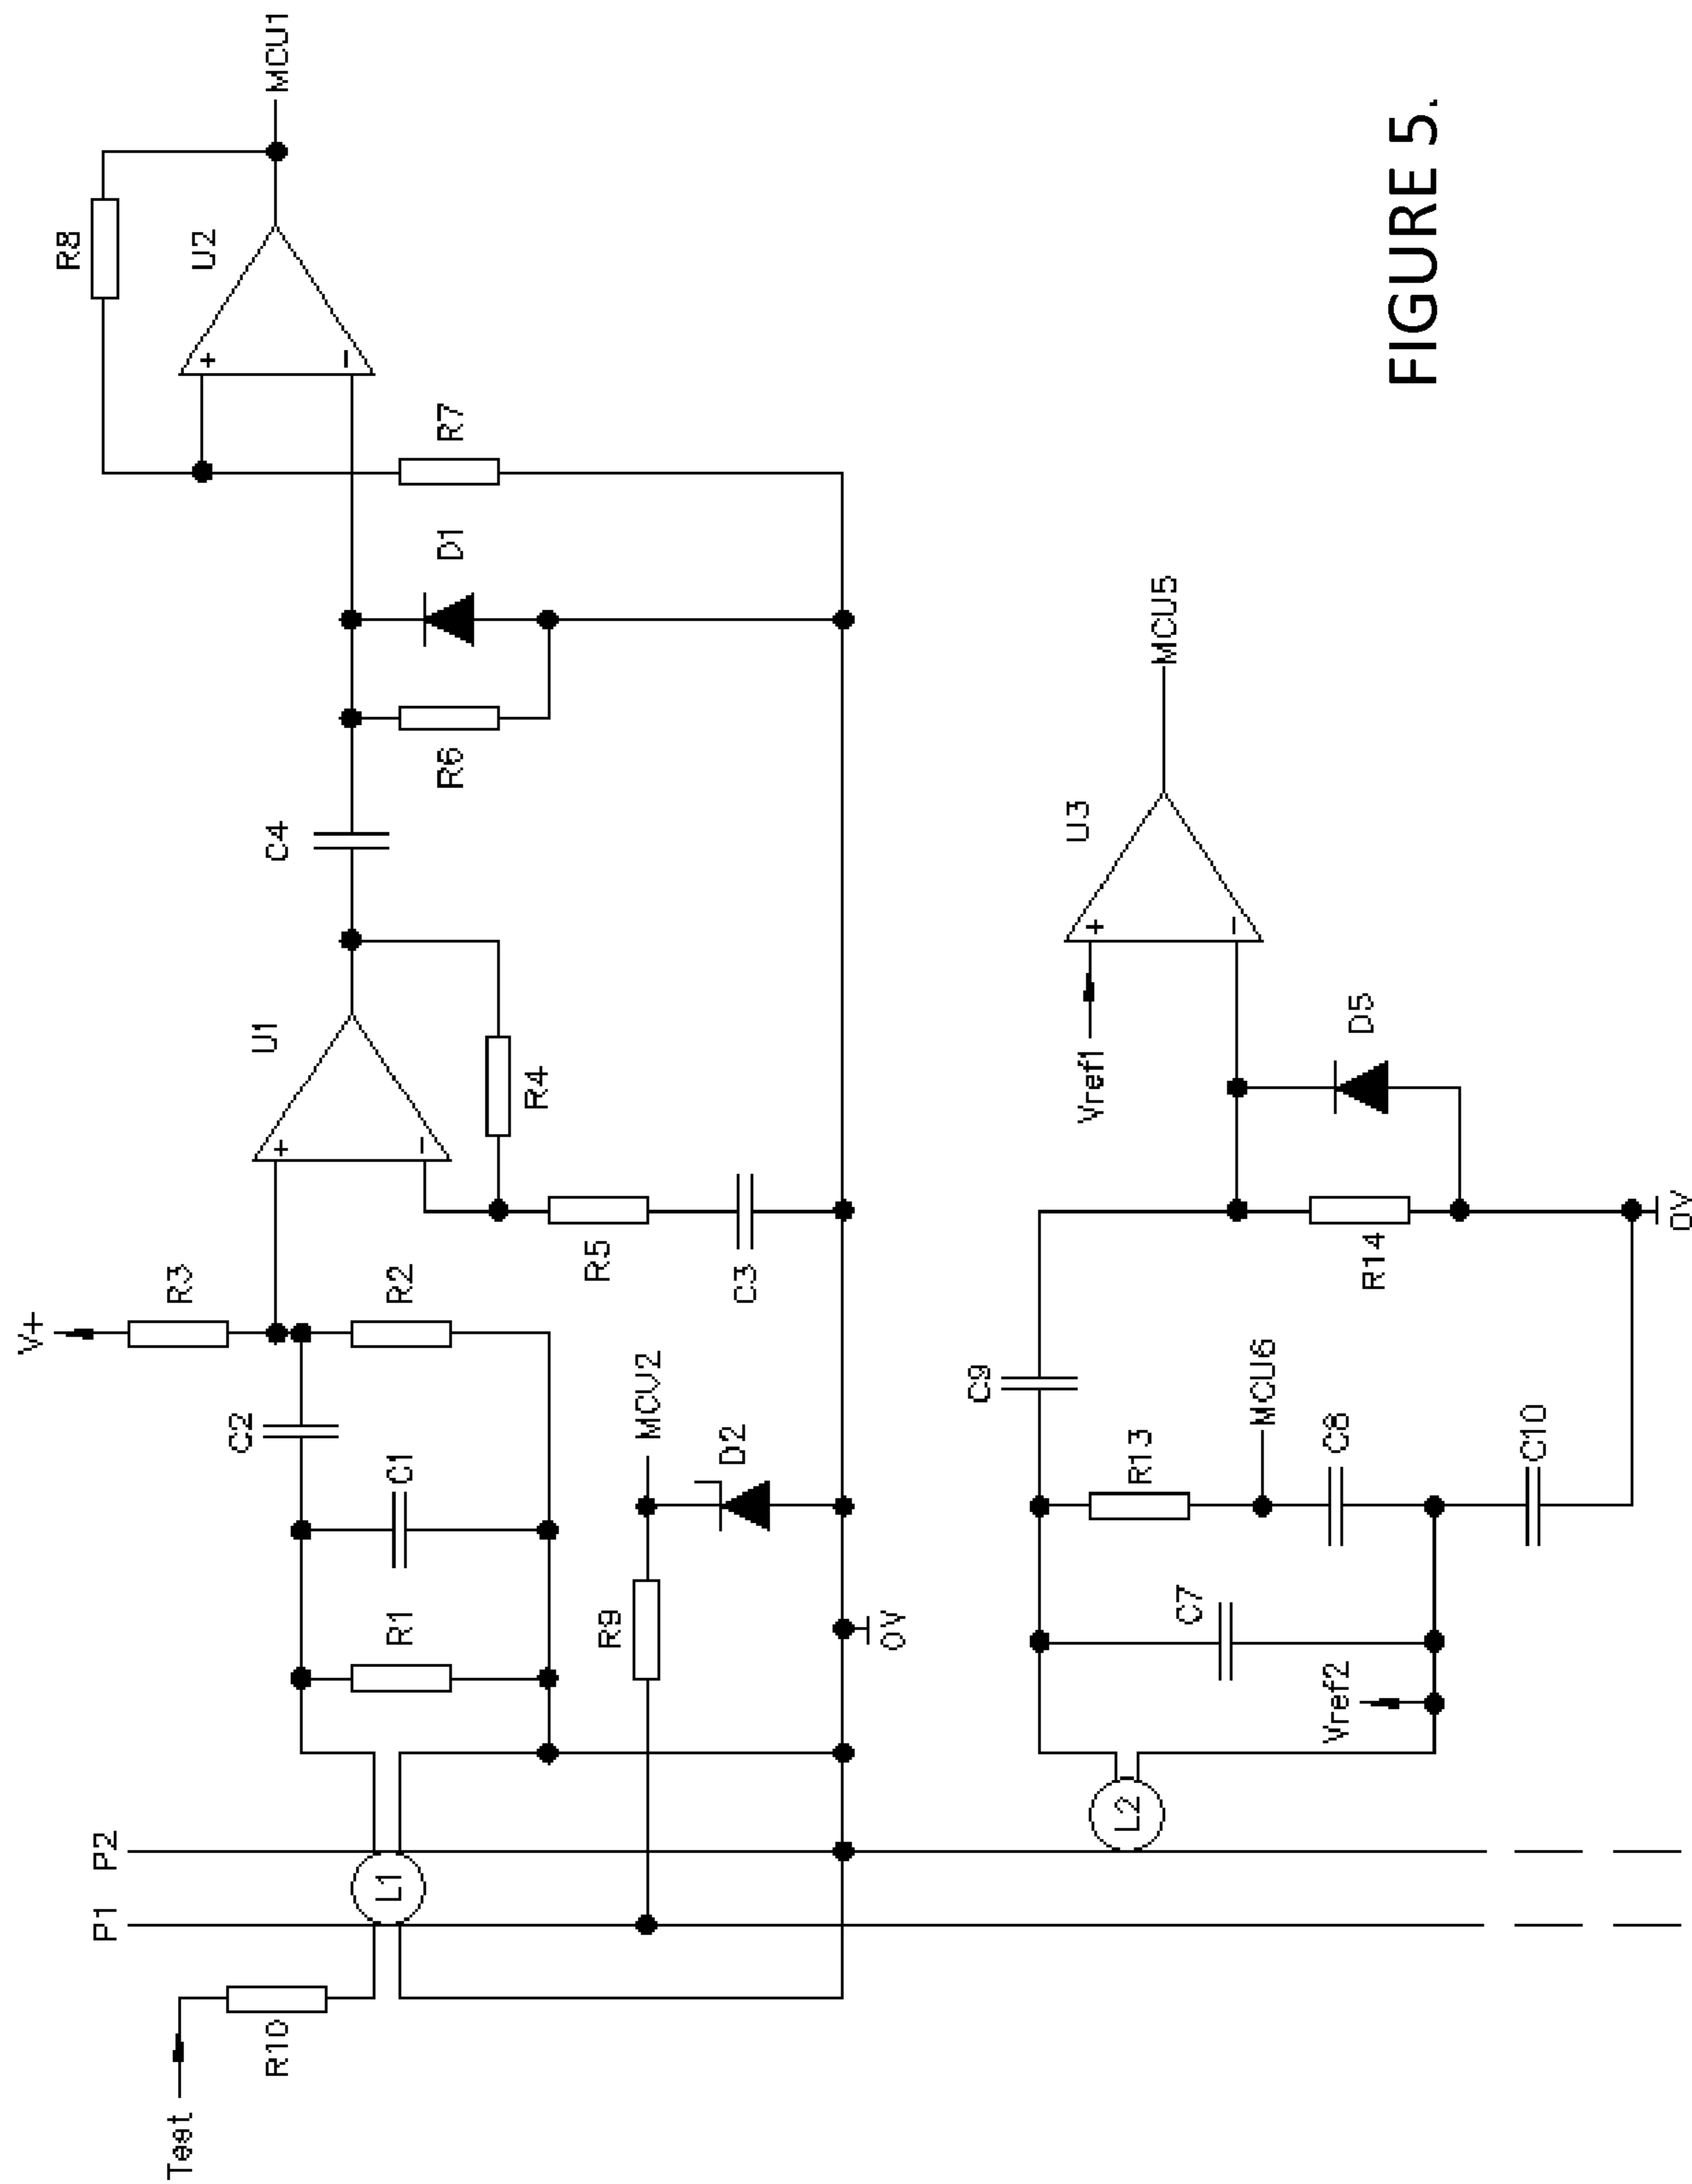 V+
R8
P1
P2
Test
R3
U2
C2
U1
R10
C4
MCU1
L1
R1
C1
R2
R6
D1
R7
R4
R5
R9
MCU2
D2
C3
0V
C9
U3
Vref1
L2
R13
MCU5
C7
MCU6
Vref2
C8
D5
R14
FIGURE 5.
C10
0V